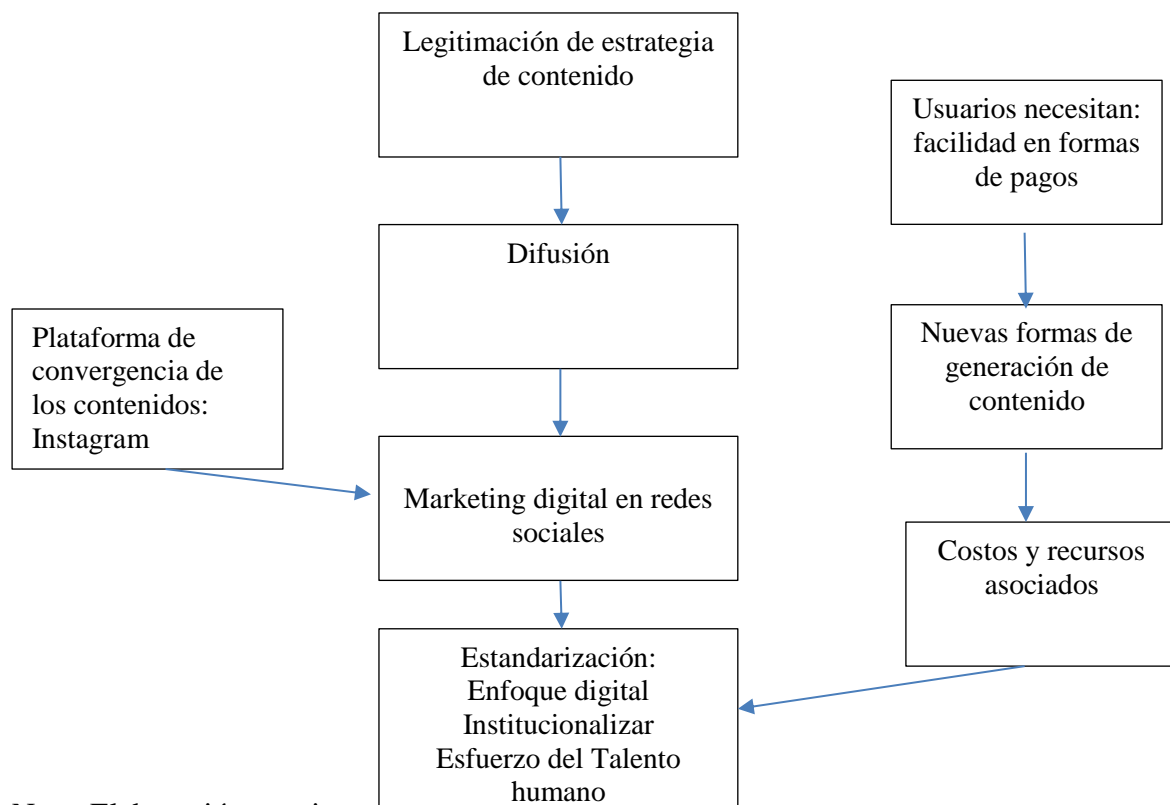 Legitimación de estrategia
de contenido
Usuarios necesitan:
facilidad en formas
de pagos
Difusión
Plataforma de
convergencia de
los contenidos:
Instagram
Nuevas formas de
generación de
contenido
Marketing digital en redes
sociales
Costos y recursos
asociados
Estandarización:
Enfoque digital
Institucionalizar
Esfuerzo del Talento
humano